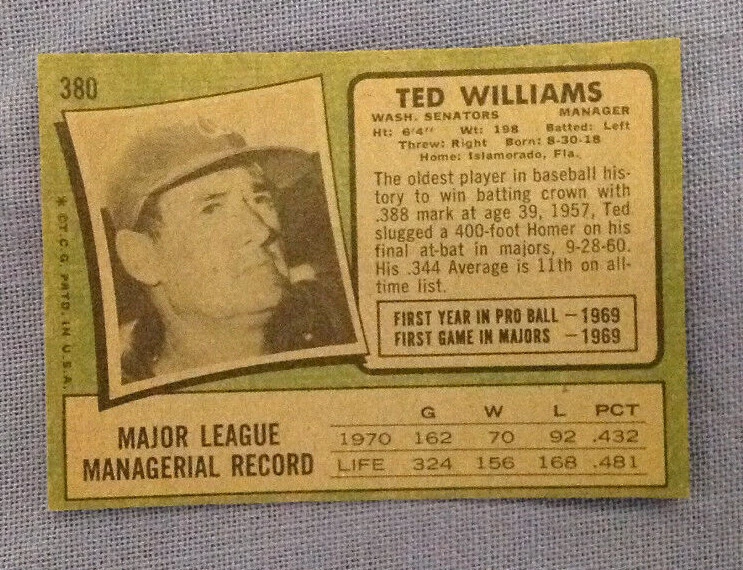 380
TED WILLIAMS
WASH. SENATORS MANAGER
Ht: 6'4" Wt: 198 Batted: Left
Threw: Right Born: 8-30-18
Home: Islamorado, Fla.
The oldest player in baseball his-
tory to win batting crown with
.388 mark at age 39, 1957, Ted
slugged a 400-foot Homer on his
final at-bat in majors, 9-28-60.
His .344 Average is 11th on all-
time list.
FIRST YEAR IN PRO BALL — 1969
FIRST GAME IN MAJORS — 1969
* ©T.C.G. PRTD. IN U.S.A.
MAJOR LEAGUE
MANAGERIAL RECORD
G W L PCT
1970 162 70 92 .432
LIFE 324 156 168 .481